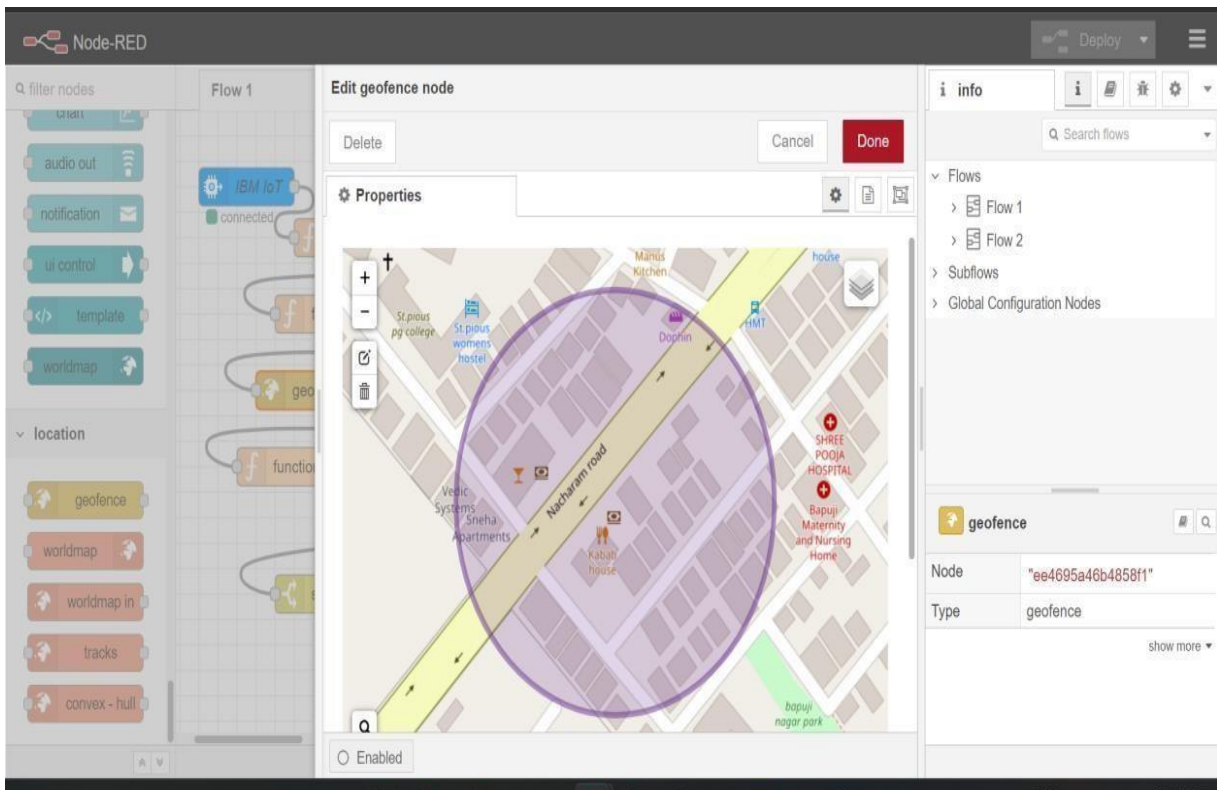 Node-RED
Deploy
filter nodes
chart
audio out
notification
ui control
</> template
worldmap
location
geofence
worldmap
worldmap in
tracks
convex - hull
Flow 1
IBM IoT
connected
f
f
geo
f functio
Edit geofence node
Delete
Cancel
Done
Properties
+
−
Manus
Kitchen
house
St.pious
pg college
St.pious
womens
hostel
Dophin
HMT
SHREE
POOJA
HOSPITAL
Bapuji
Maternity
and Nursing
Home
Nacharam road
Vedic
Systems
Sneha
Apartments
Kabab
house
bapuji
nagar park
Enabled
i info
i
Search flows
Flows
Flow 1
Flow 2
Subflows
Global Configuration Nodes
geofence
Node "ee4695a46b4858f1"
Type geofence
show more